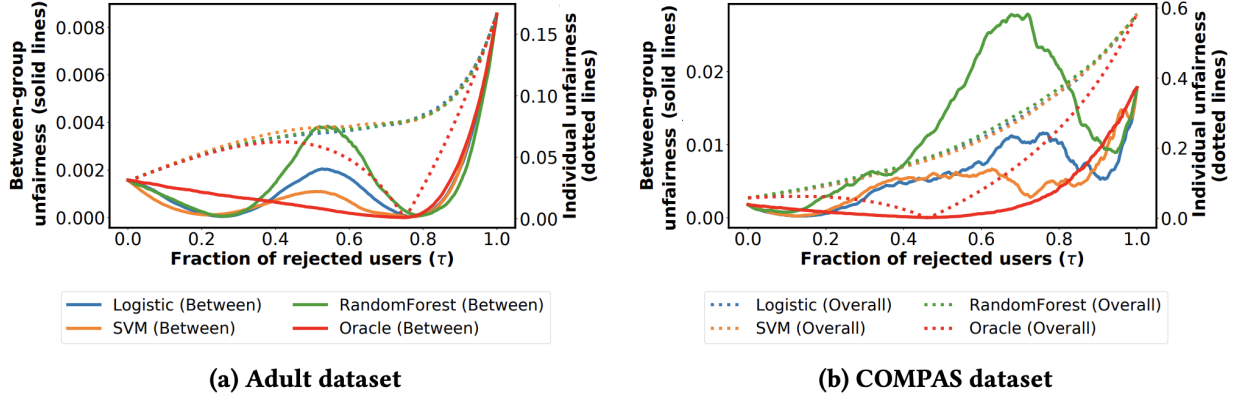 Between-group
unfairness (solid lines)
0.008
0.006
0.004
0.002
0.000
0.0
0.2
0.4
0.6
0.8
1.0
Fraction of rejected users (τ)
0.15
0.10
0.05
0.00
Individual unfairness
(dotted lines)
Logistic (Between)
RandomForest (Between)
SVM (Between)
Oracle (Between)
(a) Adult dataset
Between-group
unfairness (solid lines)
0.02
0.01
0.00
0.0
0.2
0.4
0.6
0.8
1.0
Fraction of rejected users (τ)
0.6
0.4
0.2
0.0
Individual unfairness
(dotted lines)
Logistic (Overall)
RandomForest (Overall)
SVM (Overall)
Oracle (Overall)
(b) COMPAS dataset